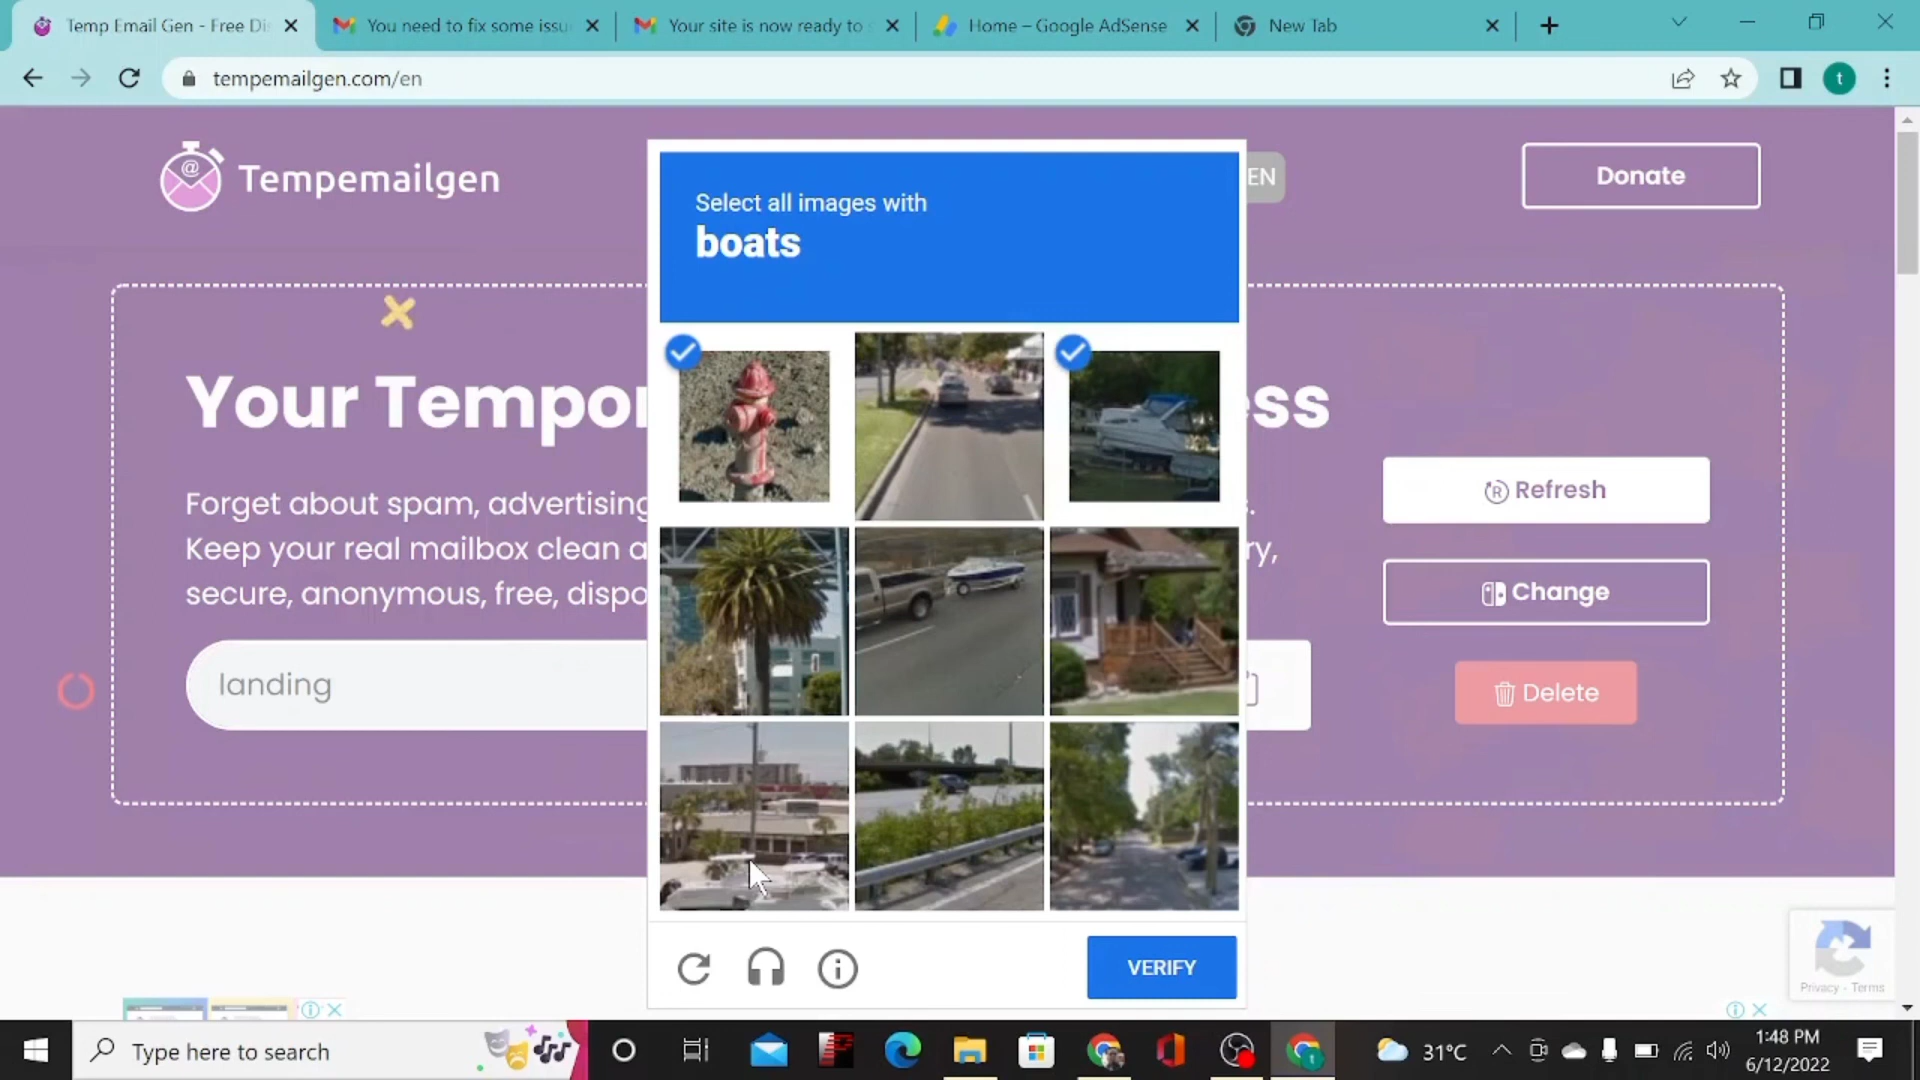 Temp Email Gen - Free Di
You need to fix some issu
Your site is now ready to s
Home – Google AdSense
New Tab
tempemailgen.com/en
t
@
Tempemailgen
EN
Donate
Select all images with
boats
Your Tempor
ess
Forget about spam, advertising
s.
Keep your real mailbox clean a
ry,
secure, anonymous, free, dispo
landing
Refresh
Change
Delete
VERIFY
Privacy - Terms
Type here to search
31°C
1:48 PM
6/12/2022